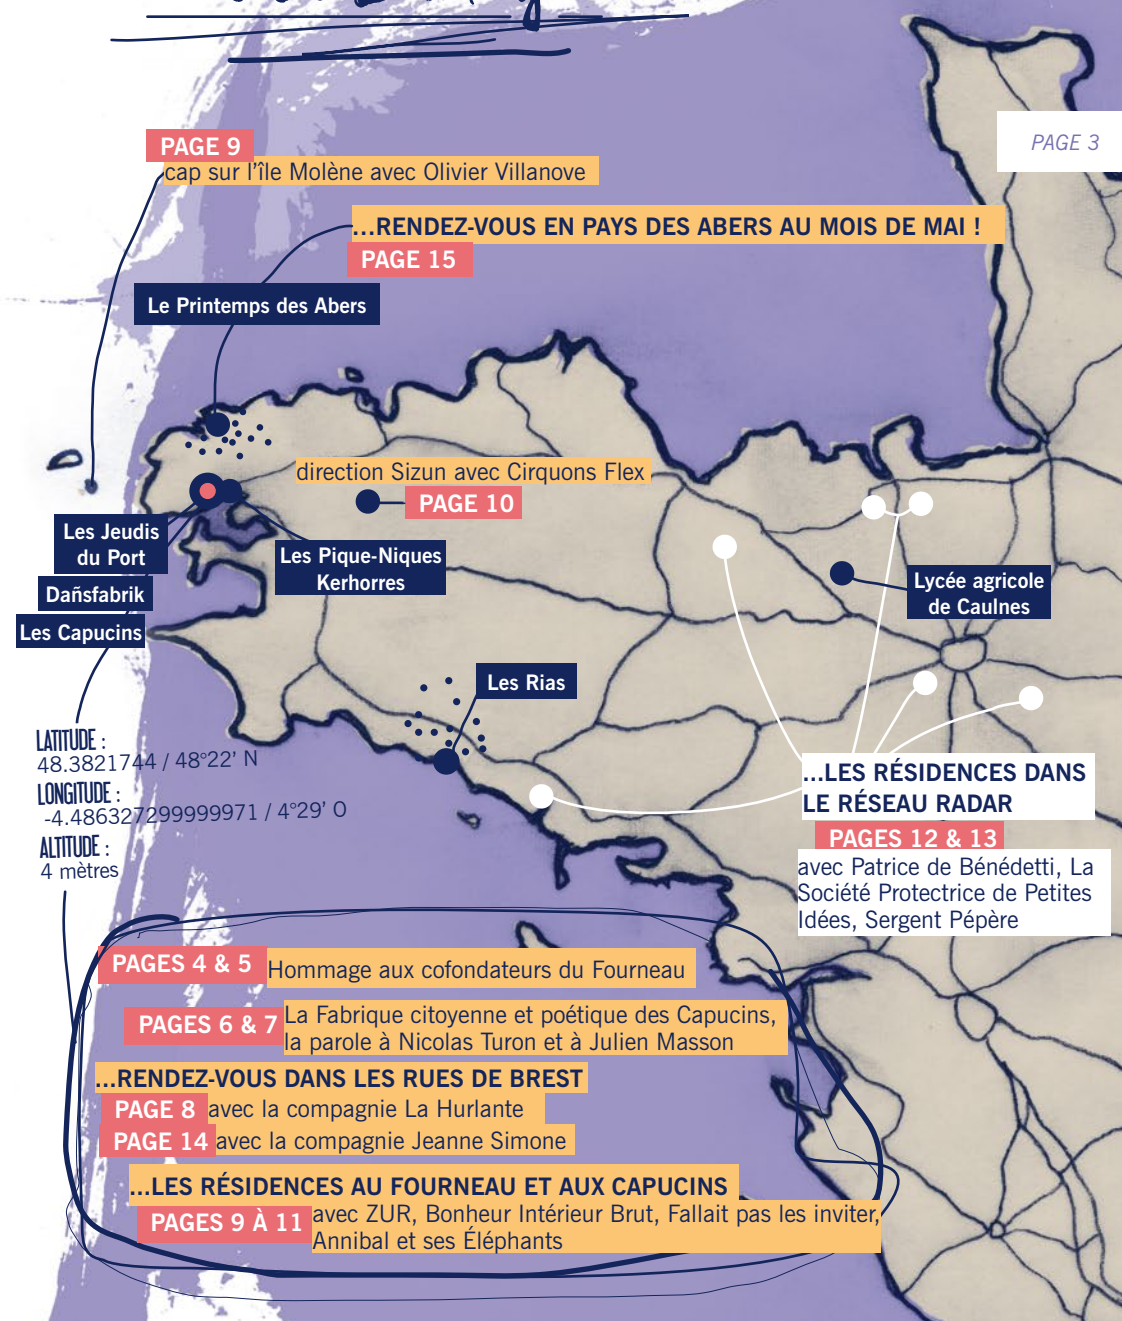 PAGE 3
PAGE 9
cap sur l'île Molène avec Olivier Villanove
...RENDEZ-VOUS EN PAYS DES ABERS AU MOIS DE MAI !
PAGE 15
Le Printemps des Abers
direction Sizun avec Cirquons Flex
PAGE 10
Les Jeudis
du Port
Dañsfabrik
Les Capucins
Les Pique-Niques
Kerhorres
Lycée agricole
de Caulnes
Les Rias
LATITUDE :
48.3821744 / 48°22' N
LONGITUDE :
-4.486327299999971 / 4°29' O
ALTITUDE :
4 mètres
...LES RÉSIDENCES DANS
LE RÉSEAU RADAR
PAGES 12 & 13
avec Patrice de Bénédetti, La
Société Protectrice de Petites
Idées, Sergent Pépère
PAGES 4 & 5 Hommage aux cofondateurs du Fourneau
PAGES 6 & 7 La Fabrique citoyenne et poétique des Capucins,
la parole à Nicolas Turon et à Julien Masson
...RENDEZ-VOUS DANS LES RUES DE BREST
PAGE 8 avec la compagnie La Hurlante
PAGE 14 avec la compagnie Jeanne Simone
...LES RÉSIDENCES AU FOURNEAU ET AUX CAPUCINS
PAGES 9 À 11 avec ZUR, Bonheur Intérieur Brut, Fallait pas les inviter,
Annibal et ses Éléphants